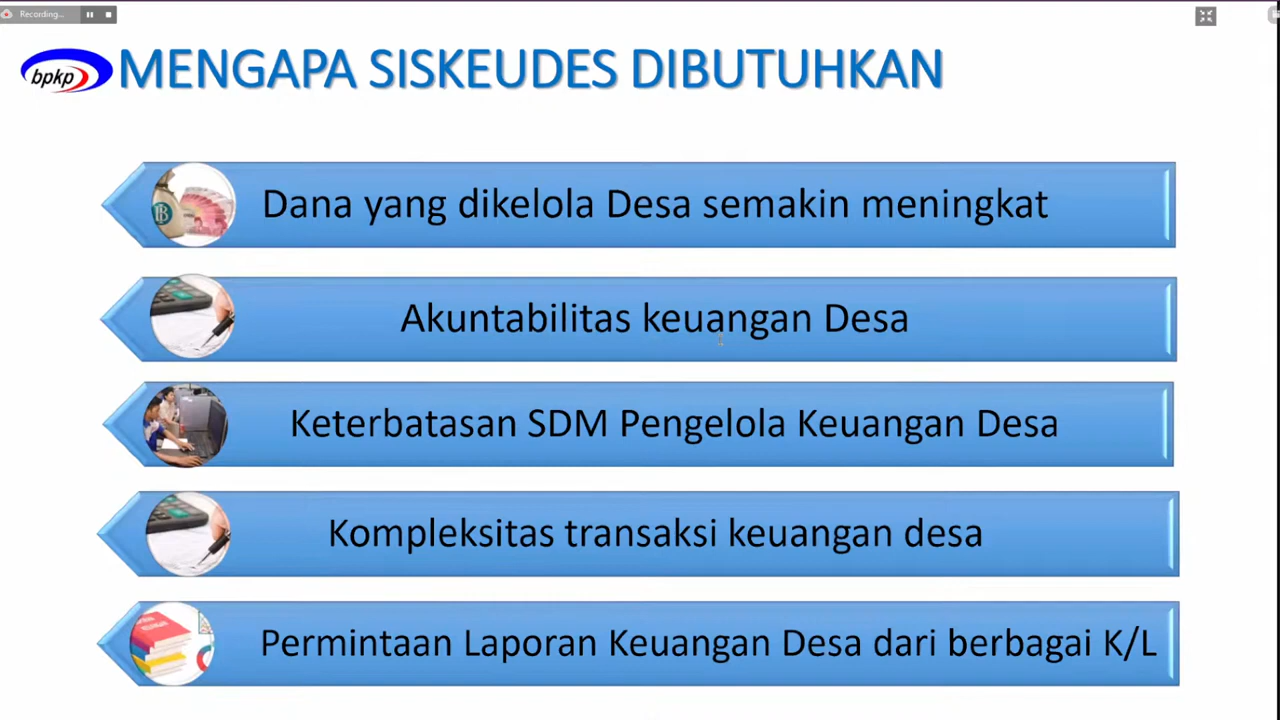 Recording...
bpkp
MENGAPA SISKEUDES DIBUTUHKAN
Dana yang dikelola Desa semakin meningkat
Akuntabilitas keuangan Desa
Keterbatasan SDM Pengelola Keuangan Desa
Kompleksitas transaksi keuangan desa
Permintaan Laporan Keuangan Desa dari berbagai K/L